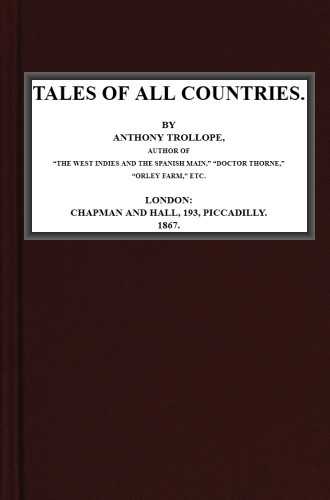 TALES OF ALL COUNTRIES.
BY
ANTHONY TROLLOPE,
AUTHOR OF
“THE WEST INDIES AND THE SPANISH MAIN,” “DOCTOR THORNE,”
“ORLEY FARM,” ETC.
LONDON:
CHAPMAN AND HALL, 193, PICCADILLY.
1867.